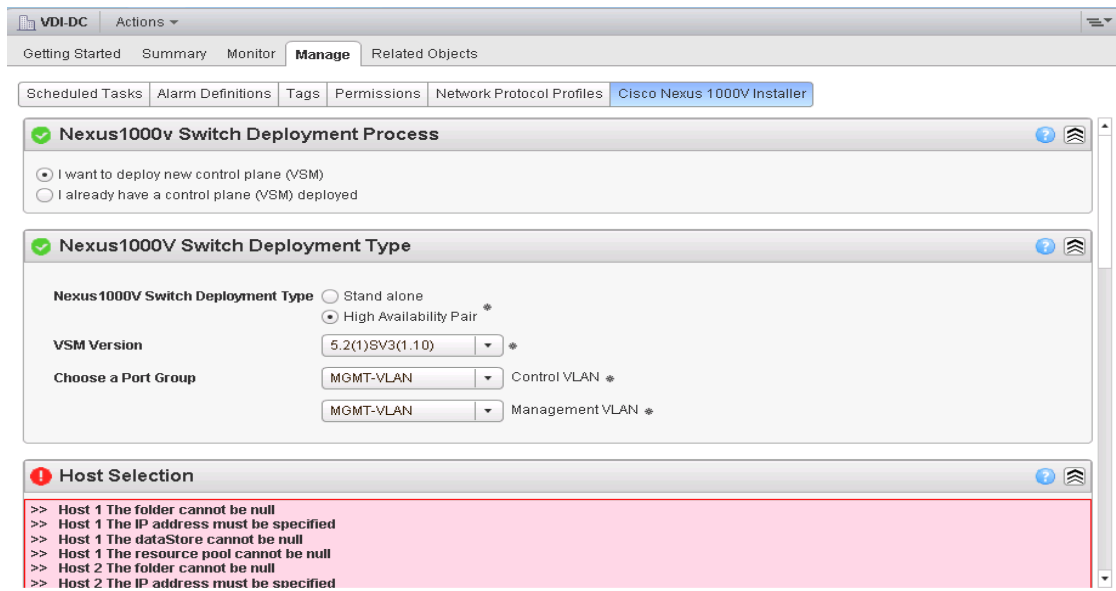 VDI-DC Actions
Getting Started Summary Monitor Manage Related Objects
Scheduled Tasks Alarm Definitions Tags Permissions Network Protocol Profiles Cisco Nexus 1000V Installer
Nexus1000v Switch Deployment Process
I want to deploy new control plane (VSM)
I already have a control plane (VSM) deployed
Nexus1000V Switch Deployment Type
Nexus1000V Switch Deployment Type Stand alone
High Availability Pair *
VSM Version 5.2(1)SV3(1.10) *
Choose a Port Group MGMT-VLAN Control VLAN *
MGMT-VLAN Management VLAN *
Host Selection
>> Host 1 The folder cannot be null
>> Host 1 The IP address must be specified
>> Host 1 The dataStore cannot be null
>> Host 1 The resource pool cannot be null
>> Host 2 The folder cannot be null
>> Host 2 The IP address must be specified